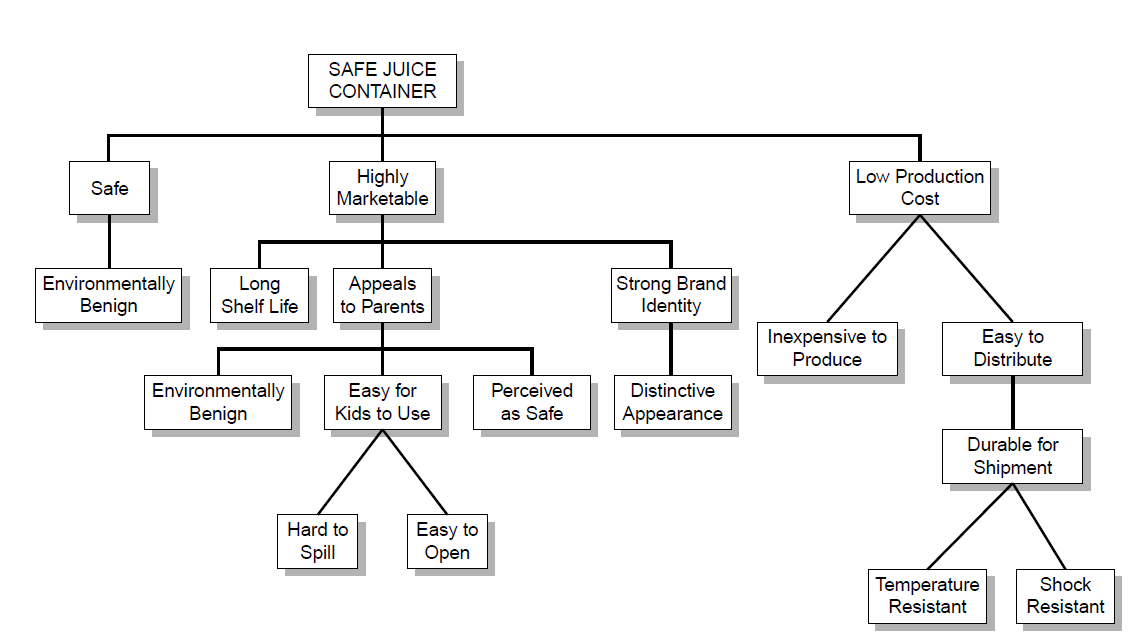 SAFE JUICE
CONTAINER
Safe
Highly
Marketable
Low Production
Cost
Environmentally
Benign
Long
Shelf Life
Appeals
to Parents
Strong Brand
Identity
Inexpensive to
Produce
Easy to
Distribute
Environmentally
Benign
Easy for
Kids to Use
Perceived
as Safe
Distinctive
Appearance
Durable for
Shipment
Hard to
Spill
Easy to
Open
Temperature
Resistant
Shock
Resistant